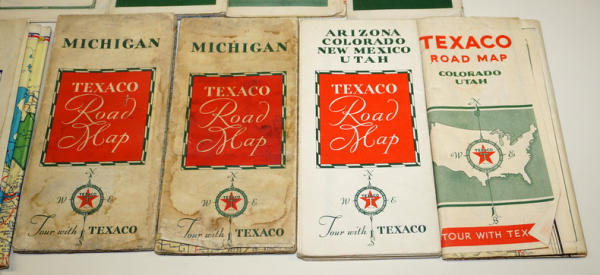 MICHIGAN
TEXACO
Road
Map
W E
S
Tour with TEXACO
MICHIGAN
TEXACO
Road
Map
W E
S
Tour with TEXACO
ARIZONA
COLORADO
NEW MEXICO
UTAH
TEXACO
Road
Map
W E
S
Tour with TEXACO
TEXACO
ROAD MAP
COLORADO
UTAH
W E
TEXACO
S
TOUR WITH TEX